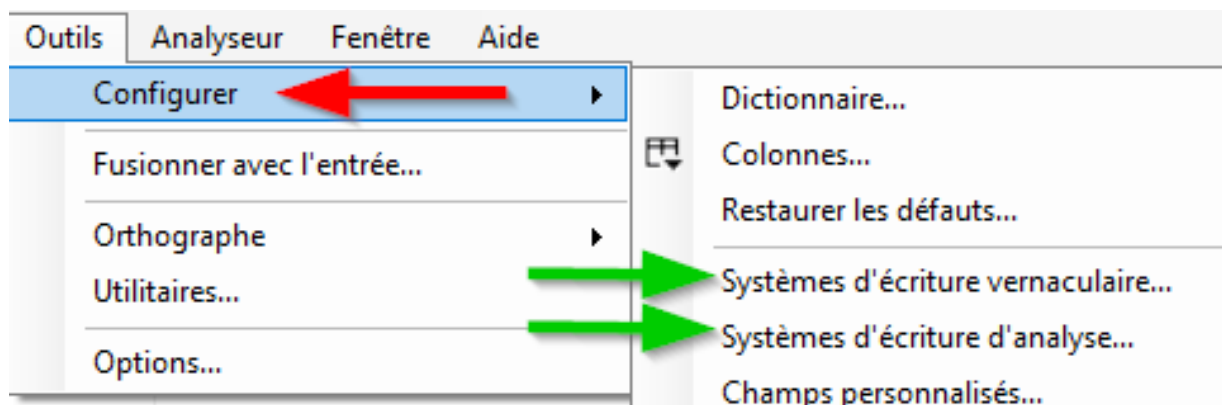 Outils Analyseur Fenêtre Aide
Configurer
Fusionner avec l'entrée...
Orthographe
Utilitaires...
Options...
Dictionnaire...
Colonnes...
Restaurer les défauts...
Systèmes d'écriture vernaculaire...
Systèmes d'écriture d'analyse...
Champs personnalisés...